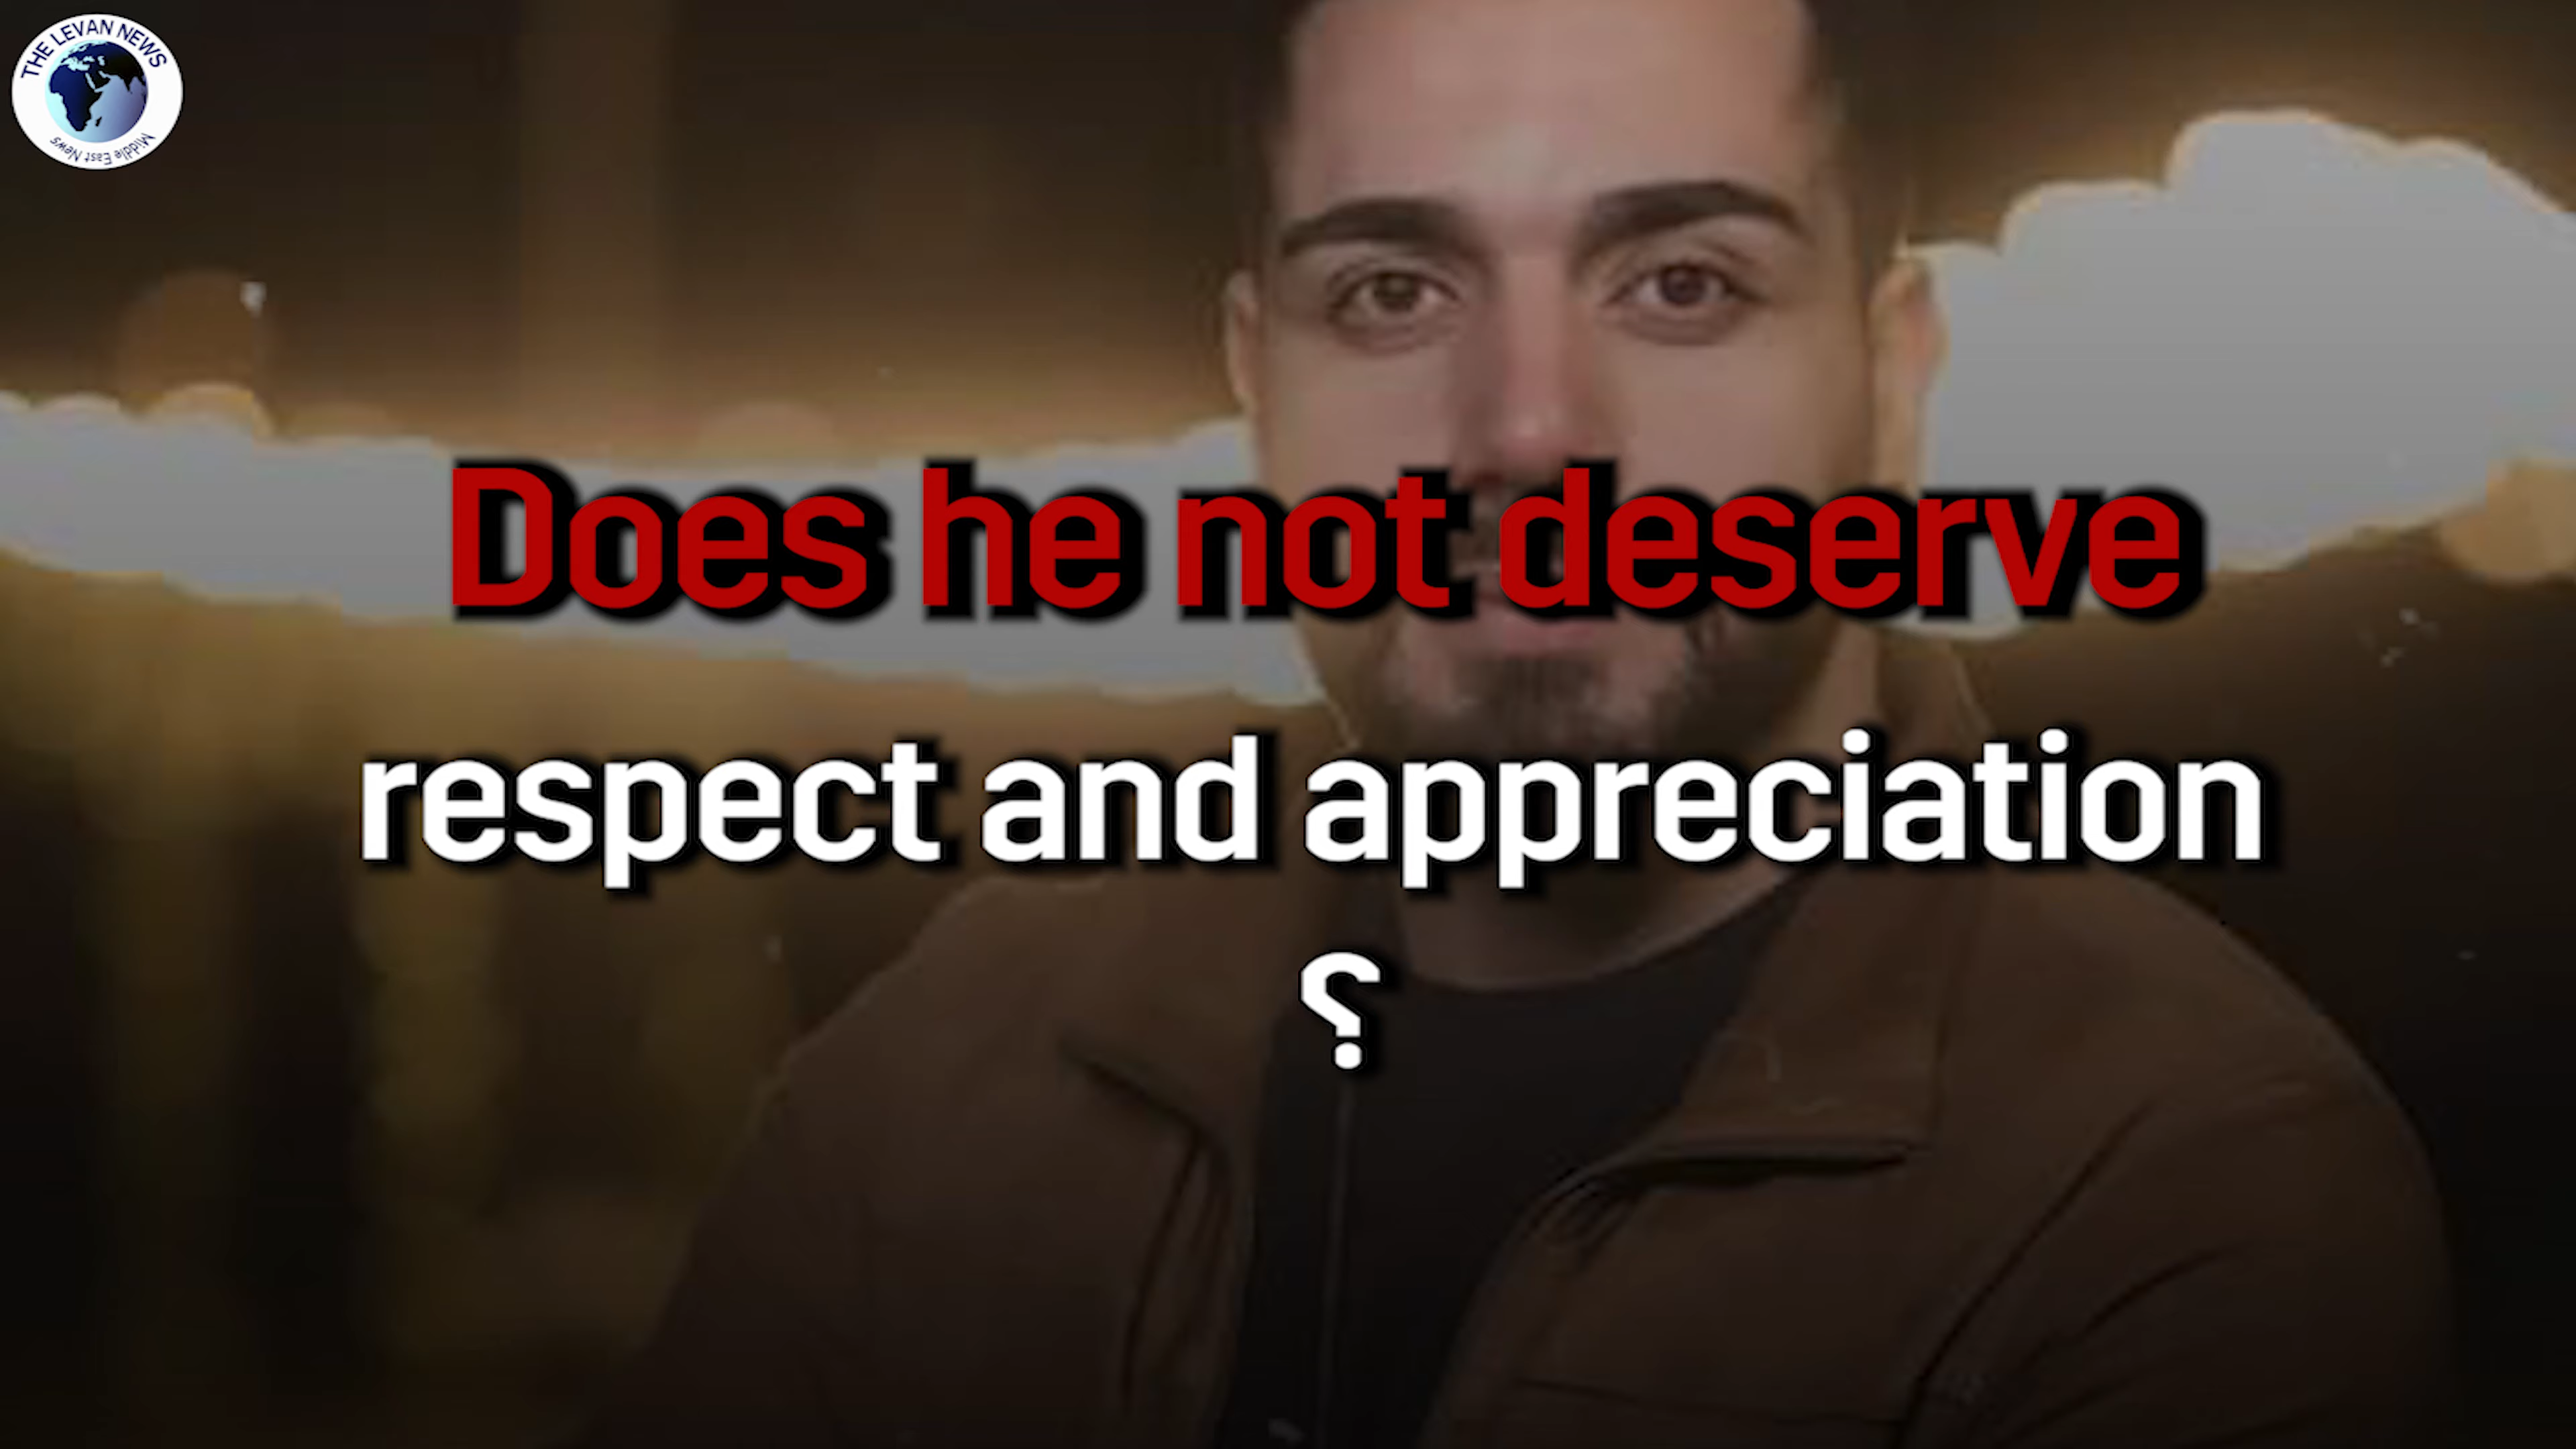 THE LEVAN NEWS
Middle East News
Does he not deserve
respect and appreciation
؟